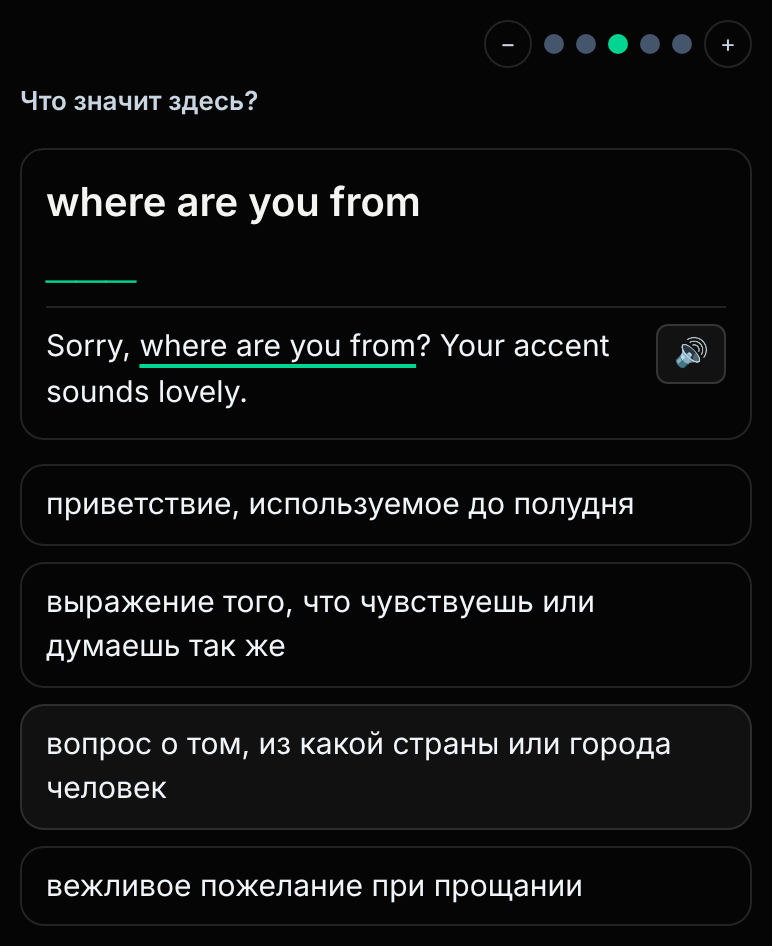 −
+
Что значит здесь?
where are you from
Sorry, where are you from? Your accent
sounds lovely.
приветствие, используемое до полудня
выражение того, что чувствуешь или
думаешь так же
вопрос о том, из какой страны или города
человек
вежливое пожелание при прощании